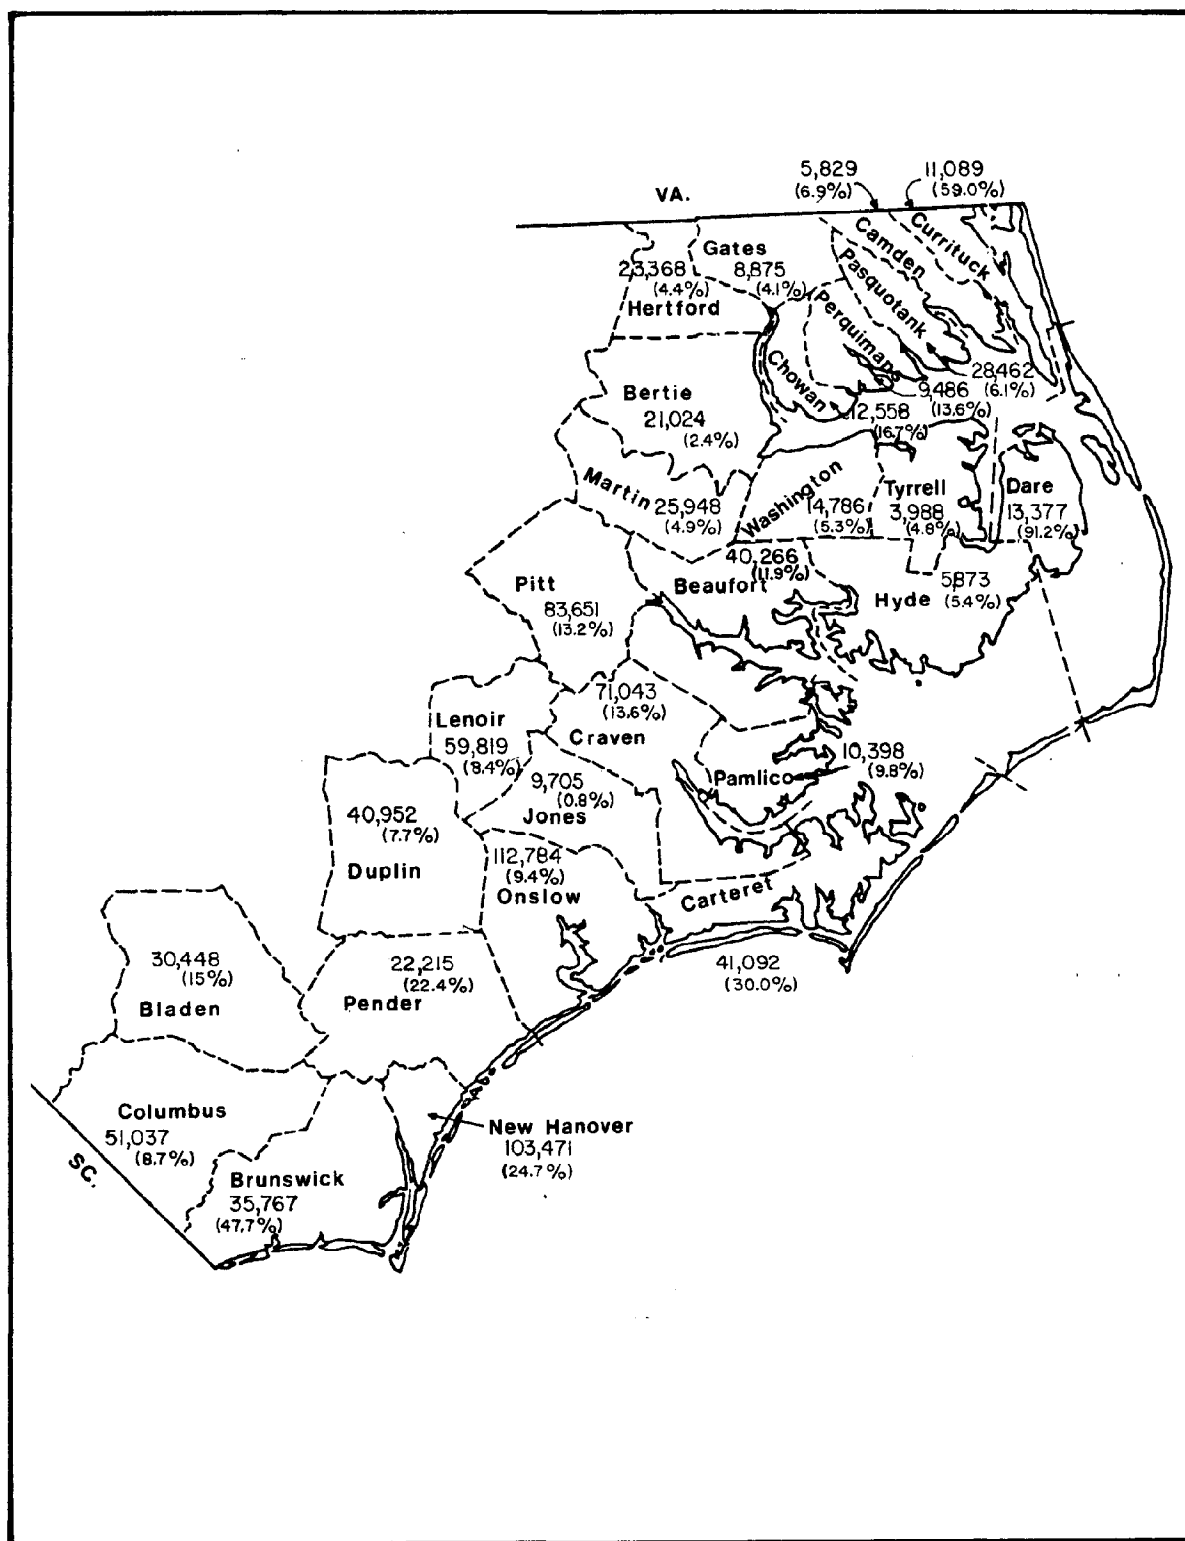 VA.
5,829
(6.9%)
11,089
(59.0%)
Gates
8,875
(4.1%)
Camden
Currituck
Pasquotank
Perquimans
23,368
(4.4%)
Hertford
Chowan
28,462
(6.1%)
9,486
(13.6%)
12,558
(16.7%)
Bertie
21,024
(2.4%)
Martin
25,948
(4.9%)
Washington
14,786
(5.3%)
Tyrrell
3,988
(4.8%)
Dare
13,377
(91.2%)
40,266
(11.9%)
Beaufort
Hyde
5,873
(5.4%)
Pitt
83,651
(13.2%)
71,043
(13.6%)
Craven
Lenoir
59,819
(8.4%)
10,398
(9.8%)
Pamlico
9,705
(0.8%)
Jones
40,952
(7.7%)
Duplin
112,784
(9.4%)
Onslow
Carteret
41,092
(30.0%)
30,448
(15%)
Bladen
22,215
(22.4%)
Pender
Columbus
51,037
(8.7%)
New Hanover
103,471
(24.7%)
SC.
Brunswick
35,767
(47.7%)